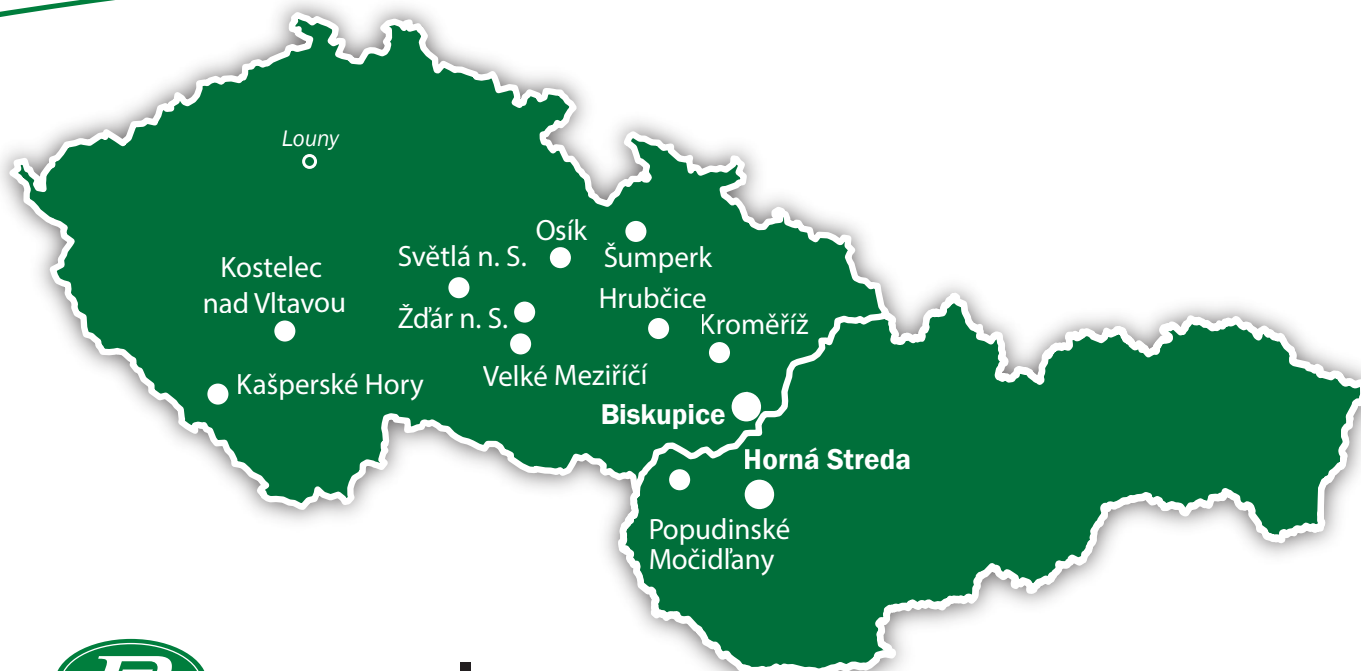 Louny
Osík
Šumperk
Světlá n. S.
Kostelec
nad Vltavou
Hrubčice
Žďár n. S.
Kroměříž
Velké Meziříčí
Kašperské Hory
Biskupice
Horná Streda
Popudinské
Močidľany